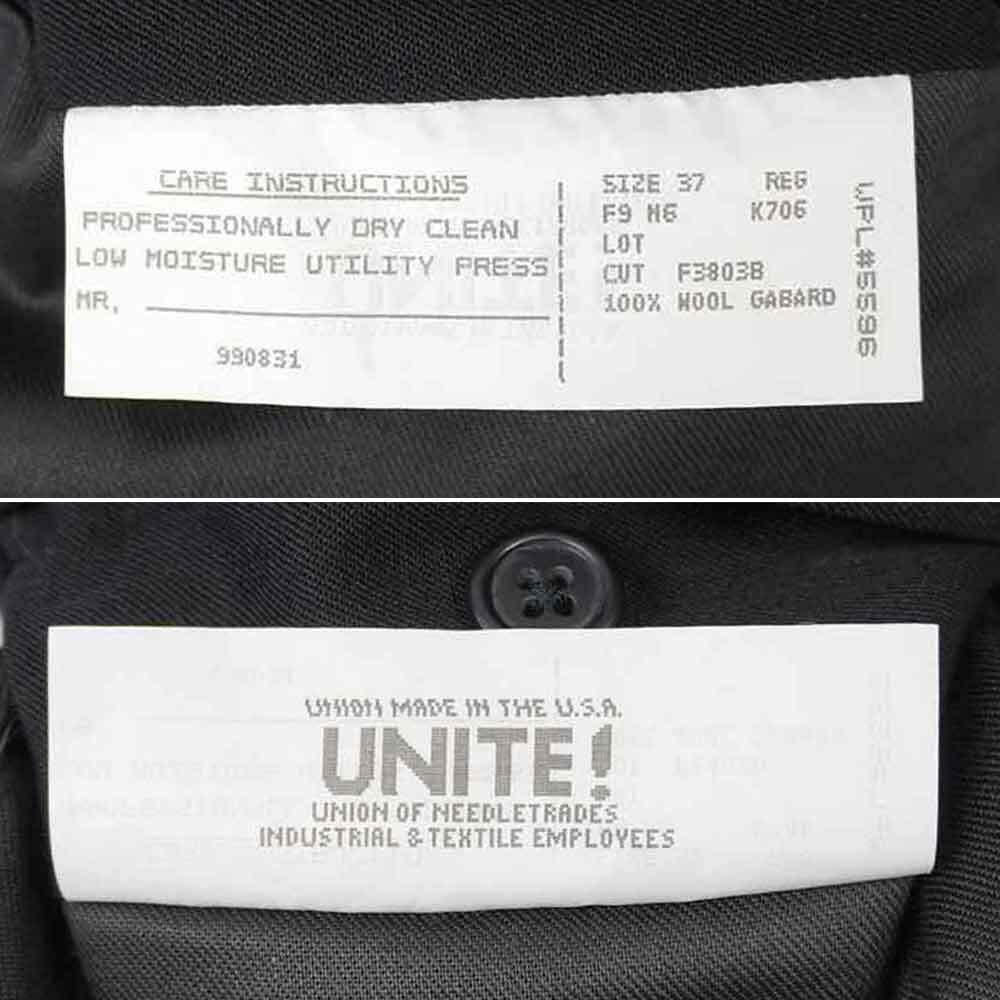 CARE INSTRUCTIONS
PROFESSIONALLY DRY CLEAN
LOW MOISTURE UTILITY PRESS
MR,
990831
SIZE 37 REG
F9 H6 K706
LOT
CUT F3803B
100% WOOL GABARD
WPL#5596
UNION MADE IN THE U.S.A.
UNITE!
UNION OF NEEDLETRADES
INDUSTRIAL & TEXTILE EMPLOYEES